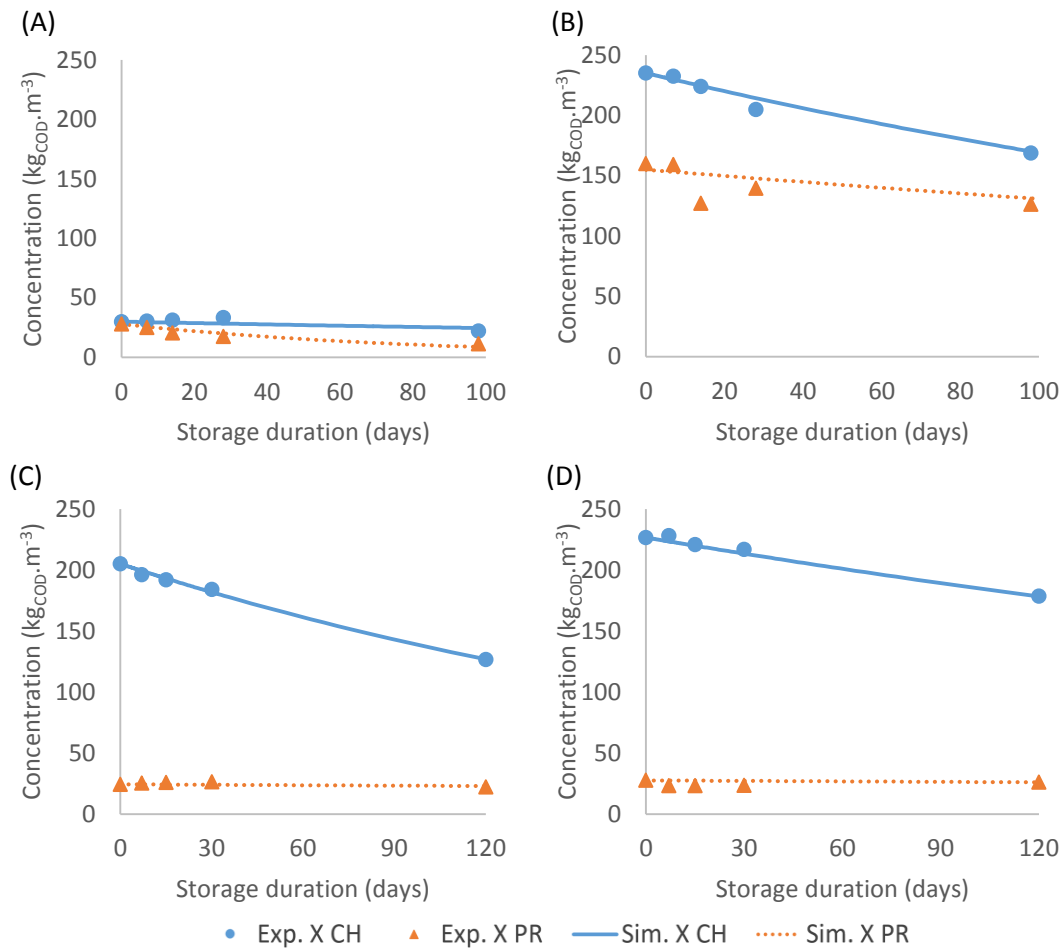 (A)
250
200
150
100
50
0
0 20 40 60 80 100
Concentration (kgCOD.m-3)
Storage duration (days)
(B)
250
200
150
100
50
0
0 20 40 60 80 100
Concentration (kgCOD.m-3)
Storage duration (days)
(C)
250
200
150
100
50
0
0 30 60 90 120
Concentration (kgCOD.m-3)
Storage duration (days)
(D)
250
200
150
100
50
0
0 30 60 90 120
Concentration (kgCOD.m-3)
Storage duration (days)
Exp. X CH Exp. X PR Sim. X CH Sim. X PR